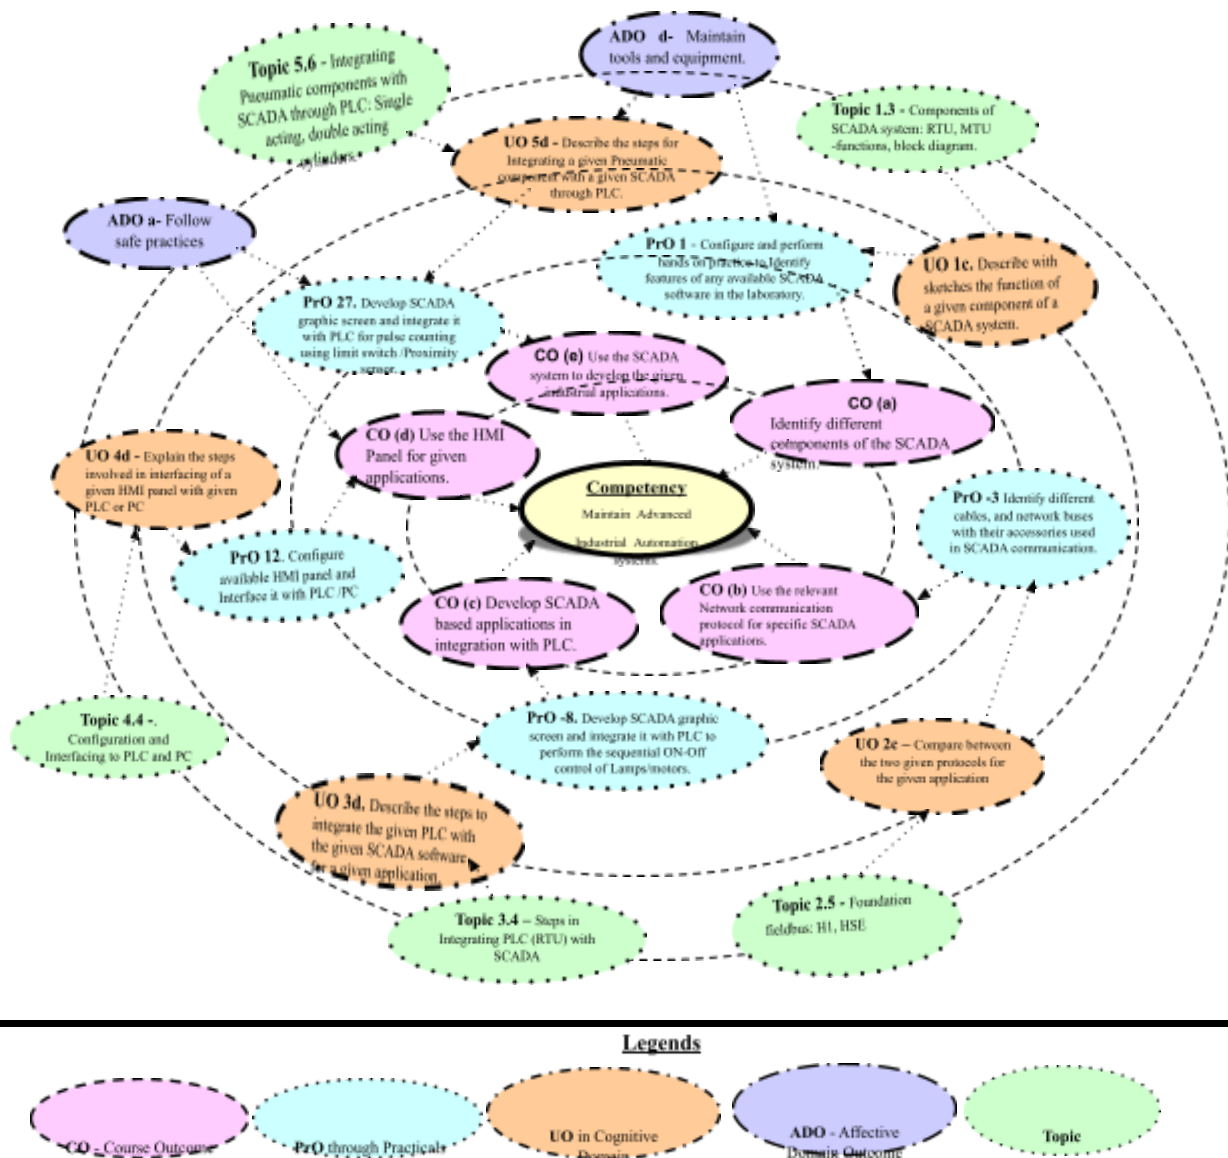 ADO d- Maintain
tools and equipment.
Topic 5.6 - Integrating
Pneumatic components with
SCADA through PLC: Single
acting, double acting
cylinders.
Topic 1.3 - Components of
SCADA system: RTU, MTU
-functions, block diagram.
UO 5d - Describe the steps for
Integrating a given Pneumatic
component with a given SCADA
through PLC.
ADO a- Follow
safe practices
PrO 1 - Configure and perform
hands on practice to Identify
features of any available SCADA
software in the laboratory.
UO 1c. Describe with
sketches the function of
a given component of a
SCADA system.
PrO 27. Develop SCADA
graphic screen and integrate it
with PLC for pulse counting
using limit switch /Proximity
sensor.
CO (e) Use the SCADA
system to develop the given
industrial applications.
CO (a)
Identify different
components of the SCADA
system.
CO (d) Use the HMI
Panel for given
applications.
UO 4d - Explain the steps
involved in interfacing of a
given HMI panel with given
PLC or PC
Competency
Maintain Advanced
Industrial Automation
systems.
PrO -3 Identify different
cables, and network buses
with their accessories used
in SCADA communication.
PrO 12. Configure
available HMI panel and
Interface it with PLC /PC
CO (c) Develop SCADA
based applications in
integration with PLC.
CO (b) Use the relevant
Network communication
protocol for specific SCADA
applications.
Topic 4.4 -.
Configuration and
Interfacing to PLC and PC
PrO -8. Develop SCADA graphic
screen and integrate it with PLC to
perform the sequential ON-Off
control of Lamps/motors.
UO 2e – Compare between
the two given protocols for
the given application
UO 3d. Describe the steps to
integrate the given PLC with
the given SCADA software
for a given application.
Topic 3.4 – Steps in
Integrating PLC (RTU) with
SCADA
Topic 2.5 - Foundation
fieldbus: H1, HSE
Legends
CO - Course Outcome
PrO through Practicals
UO in Cognitive
Domain
ADO - Affective
Domain Outcome
Topic